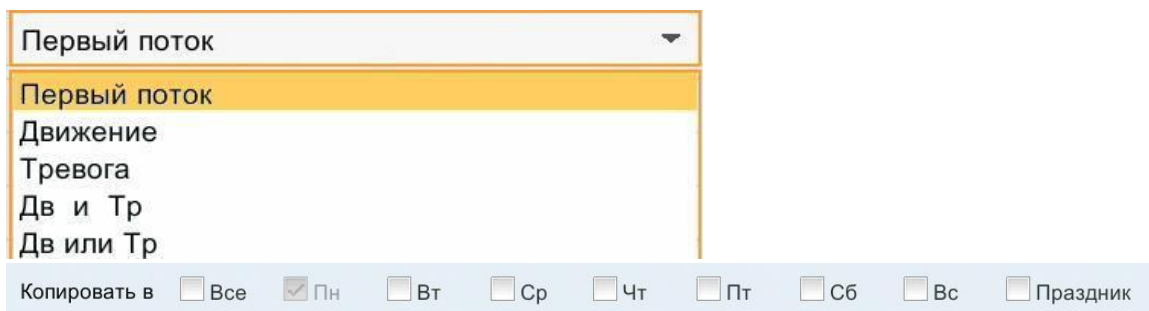 Первый поток
Первый поток
Движение
Тревога
Дв и Тр
Дв или Тр
Копировать в Все Пн Вт Ср Чт Пт Сб Вс Праздник